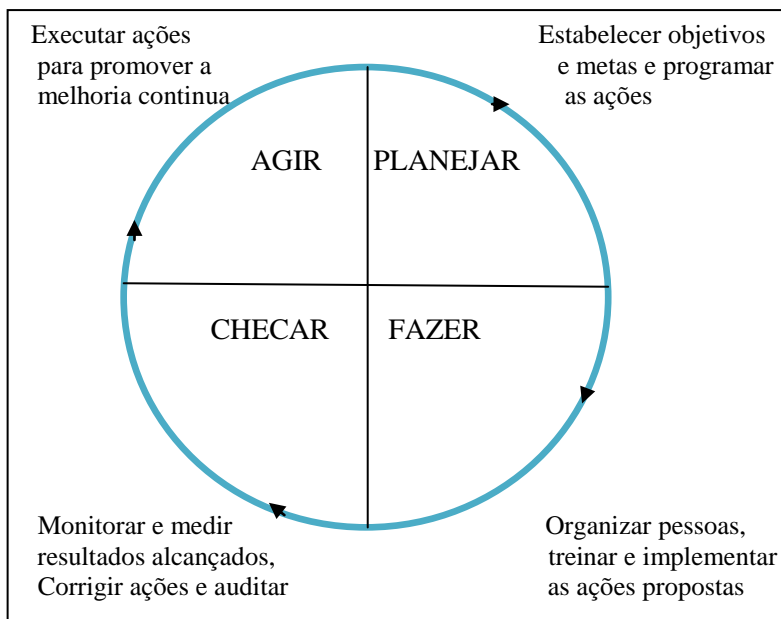 Executar ações
para promover a
melhoria continua
Estabelecer objetivos
e metas e programar
as ações
AGIR
PLANEJAR
CHECAR
FAZER
Monitorar e medir
resultados alcançados,
Corrigir ações e auditar
Organizar pessoas,
treinar e implementar
as ações propostas